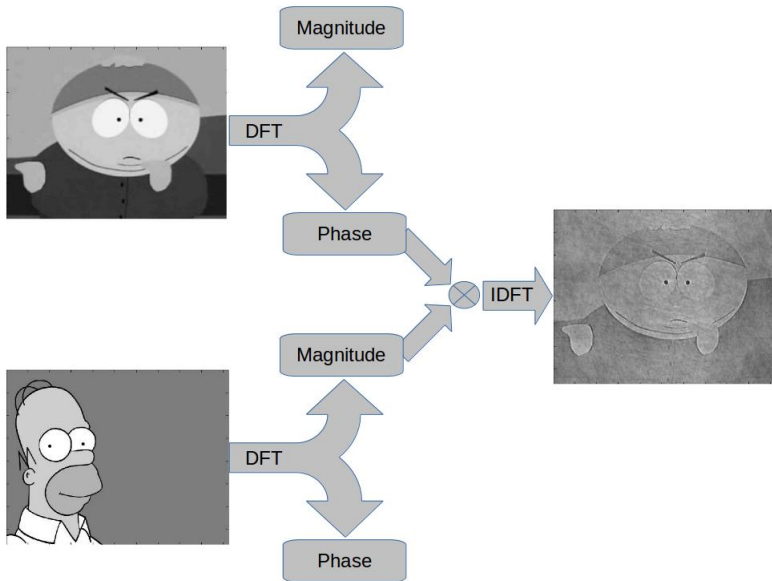 Magnitude
DFT
Phase
IDFT
Magnitude
DFT
Phase